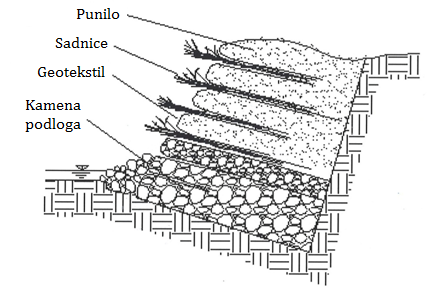 Punilo
Sadnice
Geotekstil
Kamena
podloga